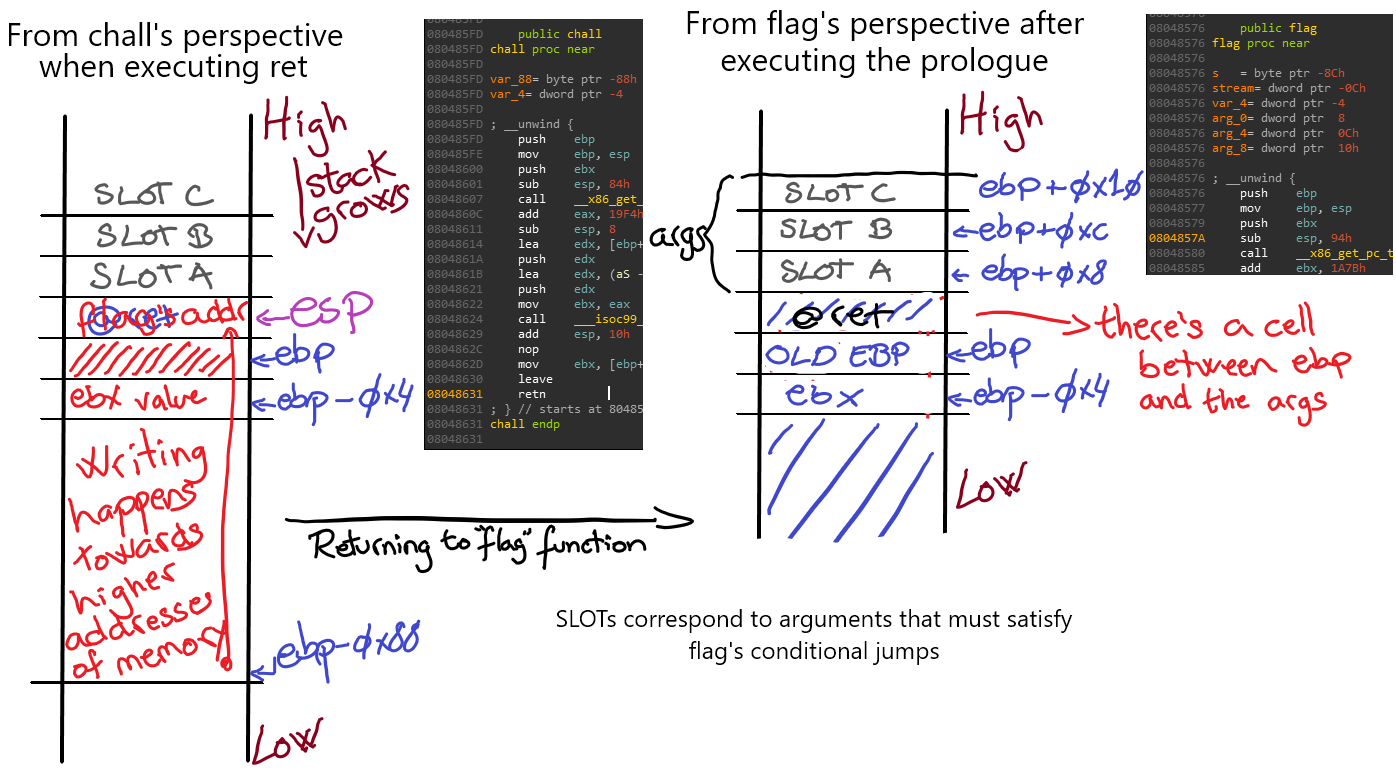 From chall's perspective
when executing ret
High
stack
grows
SLOT C
SLOT B
SLOT A
flag's addr
esp
ebp
ebx value
ebp-0x4
Writing
happens
towards
higher
addresses
of memory
ebp-0x88
Low
080485FD
080485FD public chall
080485FD chall proc near
080485FD
080485FD var_88= byte ptr -88h
080485FD var_4= dword ptr -4
080485FD
080485FD ; __unwind {
080485FD push ebp
080485FE mov ebp, esp
08048600 push ebx
08048601 sub esp, 84h
08048607 call __x86_get_
0804860C add eax, 19F4h
08048611 sub esp, 8
08048614 lea edx, [ebp+
0804861A push edx
0804861B lea edx, (aS -
08048621 push edx
08048622 mov ebx, eax
08048624 call ___isoc99_
08048629 add esp, 10h
0804862C nop
0804862D mov ebx, [ebp+
08048630 leave
08048631 retn
08048631 ; } // starts at 80485
08048631 chall endp
08048631
Returning to "flag" function
From flag's perspective after
executing the prologue
High
args
SLOT C
ebp+0x10
SLOT B
ebp+0xc
SLOT A
ebp+0x8
@ret
OLD EBP
ebp
ebx
ebp-0x4
Low
there's a cell
between ebp
and the args
08048576
08048576 public flag
08048576 flag proc near
08048576
08048576 s = byte ptr -8Ch
08048576 stream= dword ptr -0Ch
08048576 var_4= dword ptr -4
08048576 arg_0= dword ptr 8
08048576 arg_4= dword ptr 0Ch
08048576 arg_8= dword ptr 10h
08048576
08048576 ; __unwind {
08048576 push ebp
08048577 mov ebp, esp
08048579 push ebx
0804857A sub esp, 94h
08048580 call __x86_get_pc_t
08048585 add ebx, 1A7Bh
SLOTs correspond to arguments that must satisfy
flag's conditional jumps